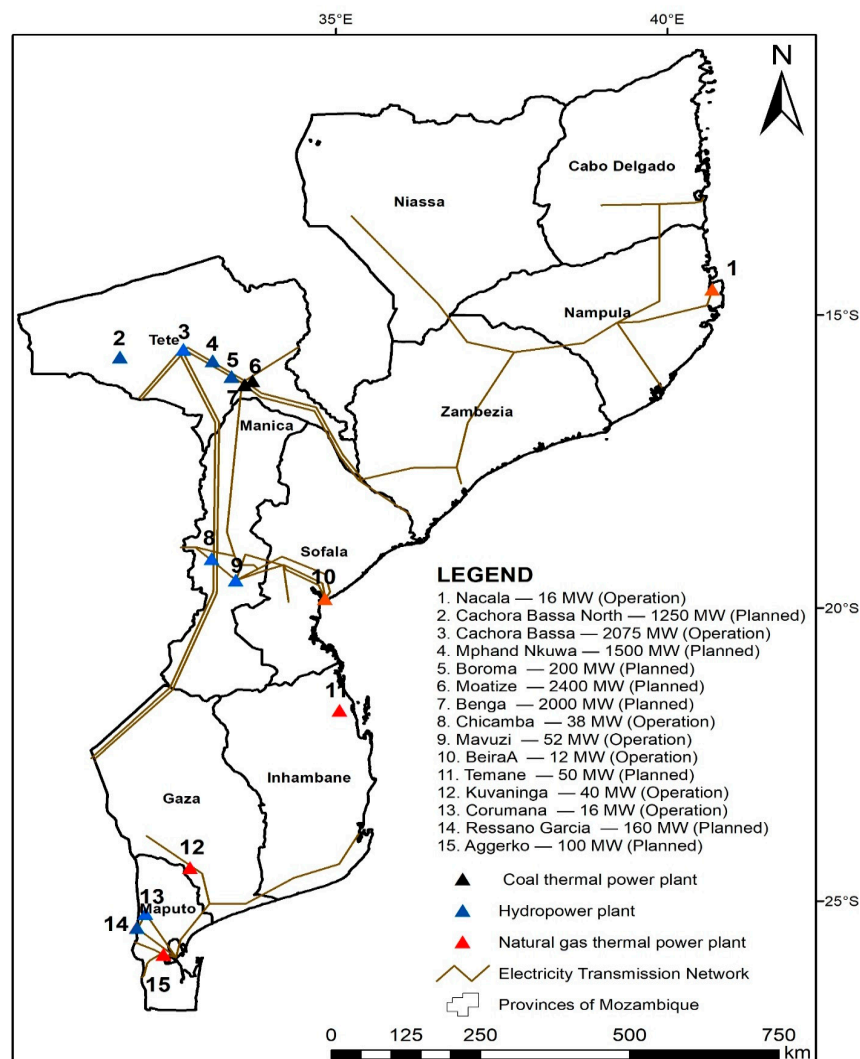 35°E 40°E
N
Cabo Delgado
Niassa
1
Nampula
15°S
2
Tete
3
4
5
6
7
Manica
Zambezia
8
9
Sofala
10
LEGEND
1. Nacala — 16 MW (Operation)
2. Cachora Bassa North — 1250 MW (Planned)
3. Cachora Bassa — 2075 MW (Operation)
4. Mphand Nkuwa — 1500 MW (Planned)
5. Boroma — 200 MW (Planned)
6. Moatize — 2400 MW (Planned)
7. Benga — 2000 MW (Planned)
8. Chicamba — 38 MW (Operation)
9. Mavuzi — 52 MW (Operation)
10. BeiraA — 12 MW (Operation)
11. Temane — 50 MW (Planned)
12. Kuvaninga — 40 MW (Operation)
13. Corumana — 16 MW (Operation)
14. Ressano Garcia — 160 MW (Planned)
15. Aggerko — 100 MW (Planned)
Coal thermal power plant
Hydropower plant
Natural gas thermal power plant
Electricity Transmission Network
Provinces of Mozambique
20°S
11
Inhambane
Gaza
12
13
Maputo
14
15
25°S
0 125 250 500 750
km